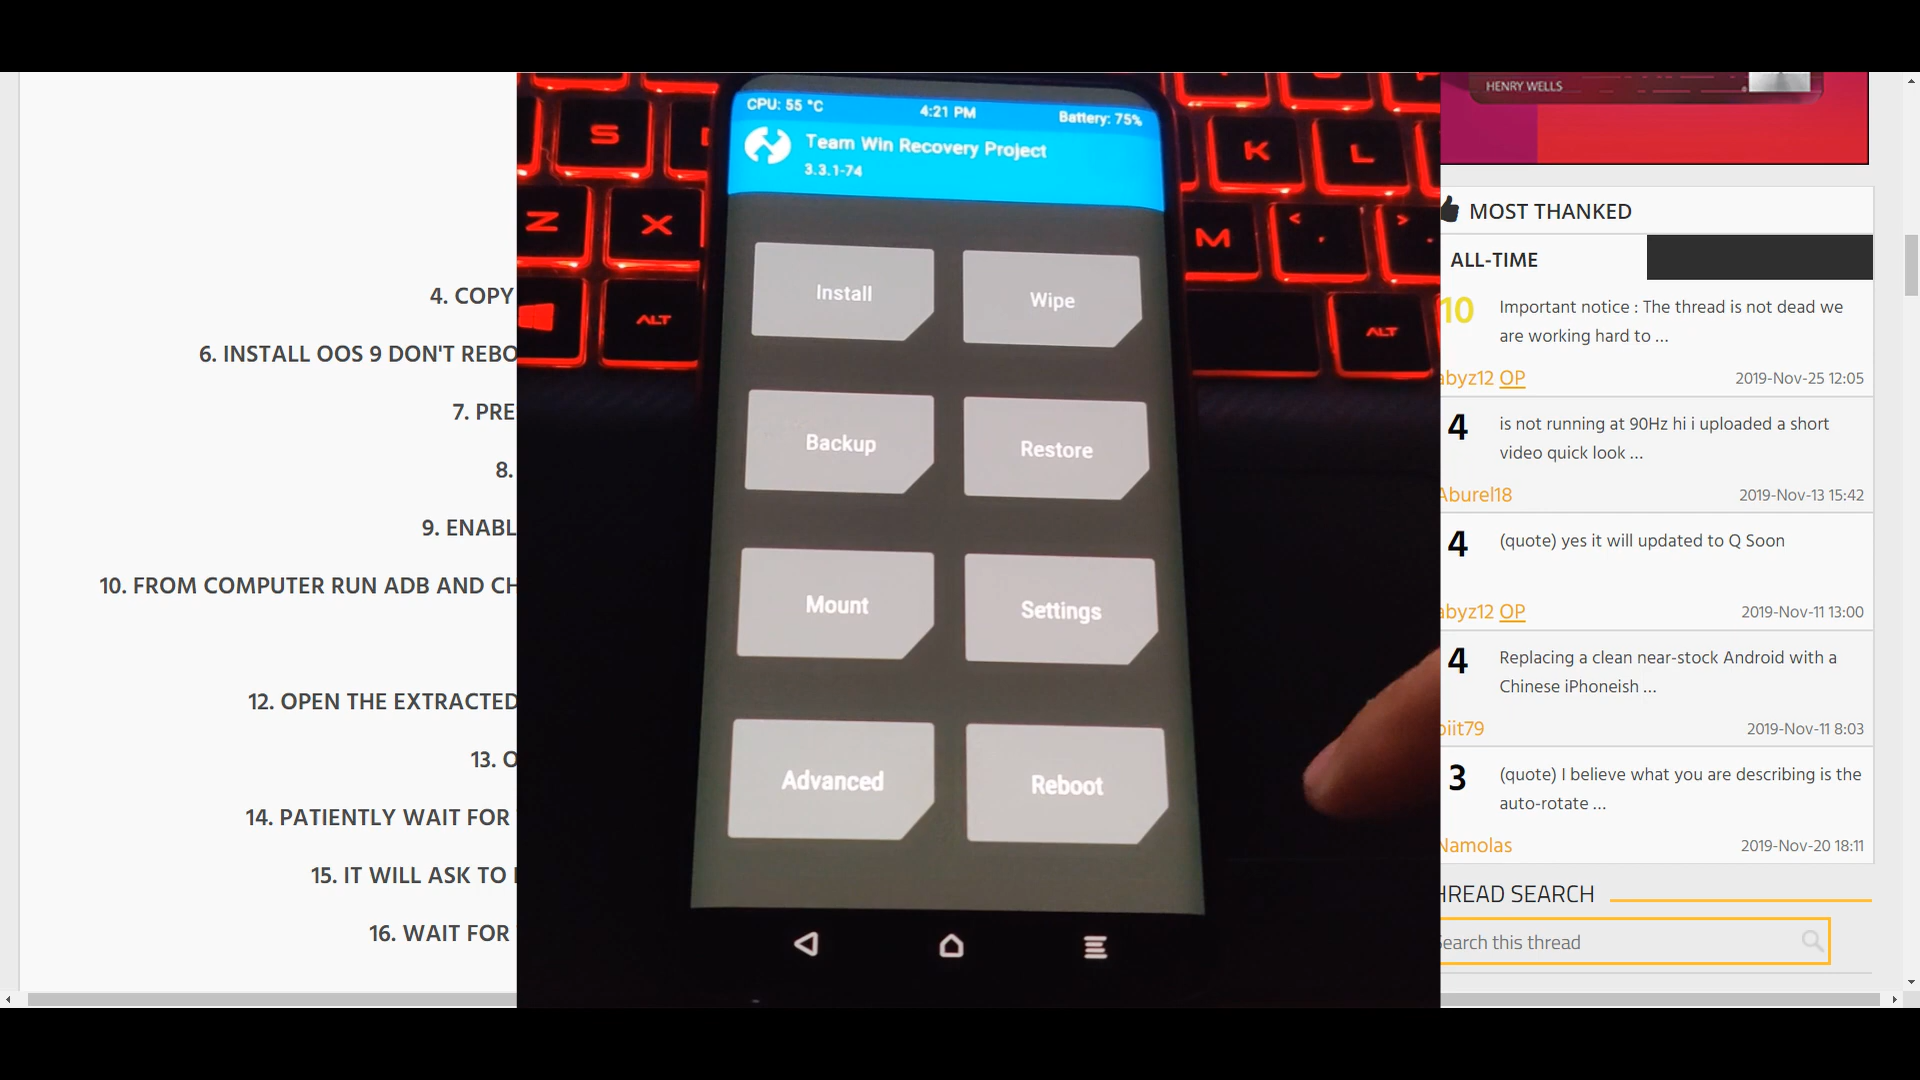 HENRY WELLS
MOST THANKED
ALL-TIME
10 Important notice : The thread is not dead we
are working hard to ...
abyz12 OP 2019-Nov-25 12:05
4 is not running at 90Hz hi i uploaded a short
video quick look ...
Aburel18 2019-Nov-13 15:42
4 (quote) yes it will updated to Q Soon
abyz12 OP 2019-Nov-11 13:00
4 Replacing a clean near-stock Android with a
Chinese iPhoneish ...
2019-Nov-11 8:03
3 (quote) I believe what you are describing is the
auto-rotate ...
Namolas 2019-Nov-20 18:11
HREAD SEARCH
earch this thread
4. COPY
6. INSTALL OOS 9 DON'T REBO
7. PRE
8.
9. ENABL
10. FROM COMPUTER RUN ADB AND CH
12. OPEN THE EXTRACTED
13. O
14. PATIENTLY WAIT FOR
15. IT WILL ASK TO
16. WAIT FOR
CPU: 55 °C 4:21 PM Battery: 75%
Team Win Recovery Project
3.3.1-74
Install Wipe
Backup Restore
Mount Settings
Advanced Reboot
S K L
Z X M < , >
ALT ALT